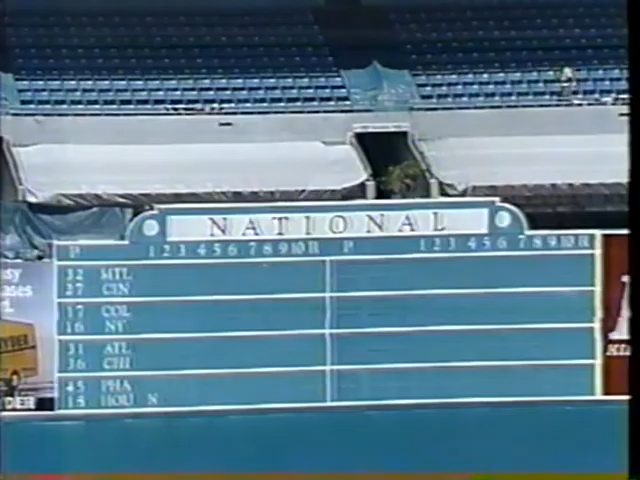 NATIONAL
P 1 2 3 4 5 6 7 8 9 10 R P 1 2 3 4 5 6 7 8 9 10 R
32 MTL
27 CIN
17 COL
16 NY
31 ATL
36 CHI
45 PHA
15 HOU N
DER